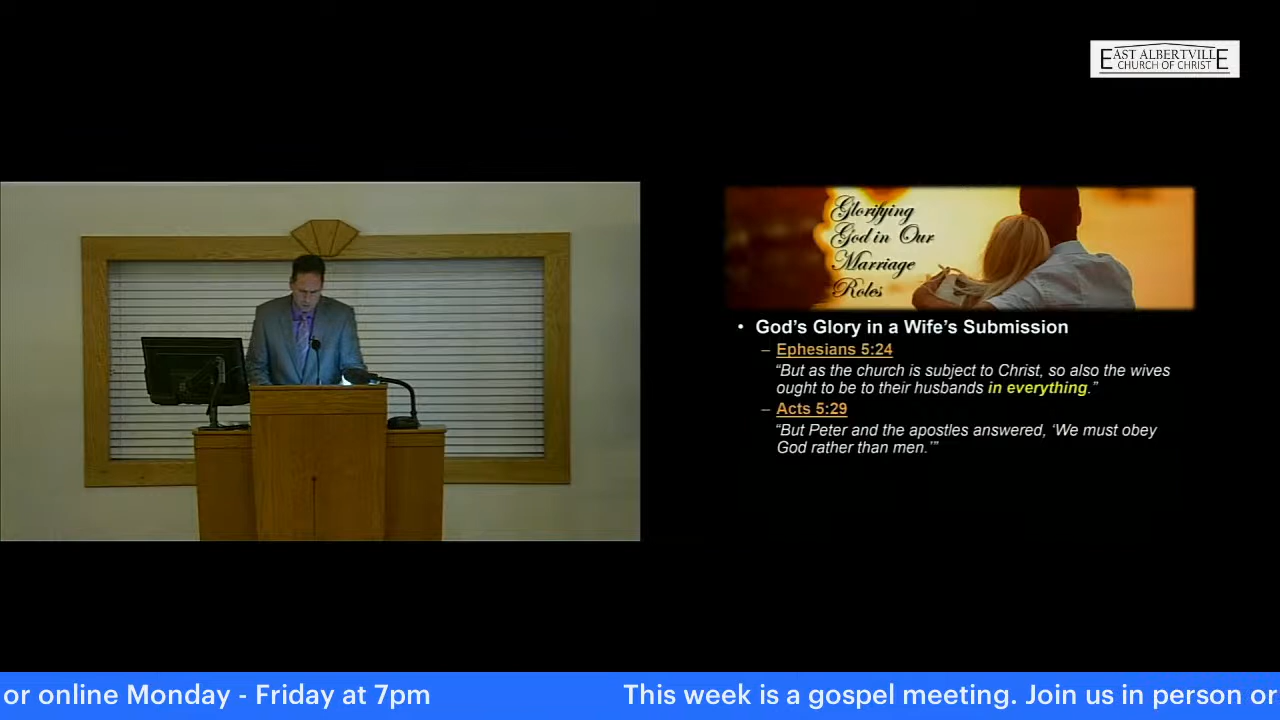 EAST ALBERTVILLE
CHURCH OF CHRIST
Glorifying
God in Our
Marriage
Roles
• God's Glory in a Wife's Submission
– Ephesians 5:24
“But as the church is subject to Christ, so also the wives
ought to be to their husbands in everything.”
– Acts 5:29
“But Peter and the apostles answered, ‘We must obey
God rather than men.’”
or online Monday - Friday at 7pm
This week is a gospel meeting. Join us in person or